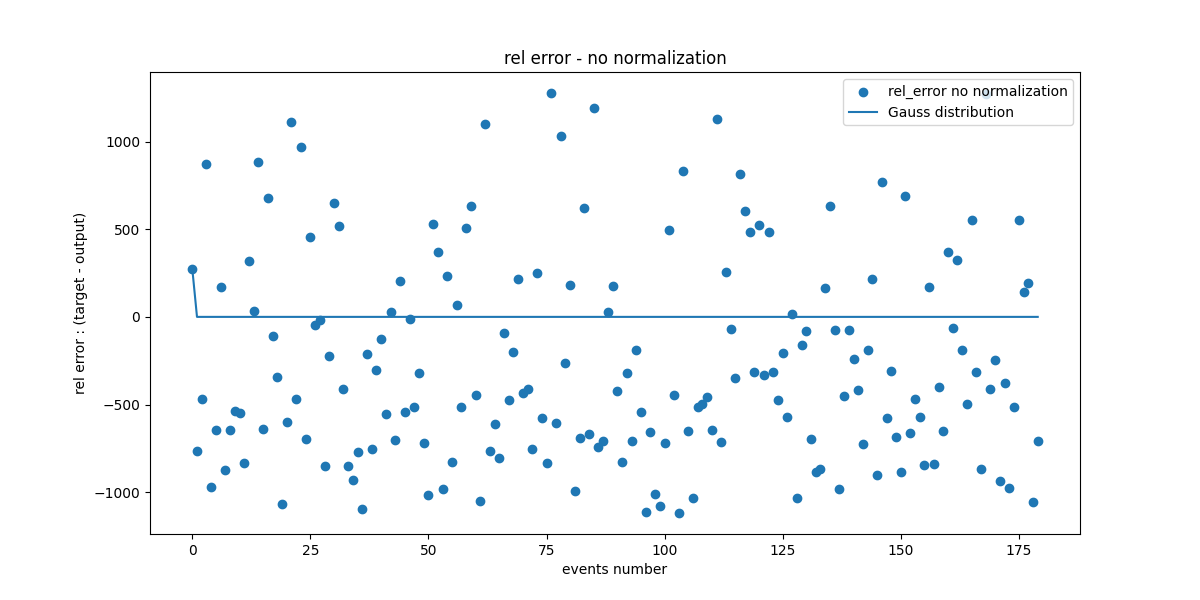 rel error - no normalization
rel_error no normalization
Gauss distribution
rel error : (target - output)
1000
500
0
−500
−1000
0
25
50
75
100
125
150
175
events number